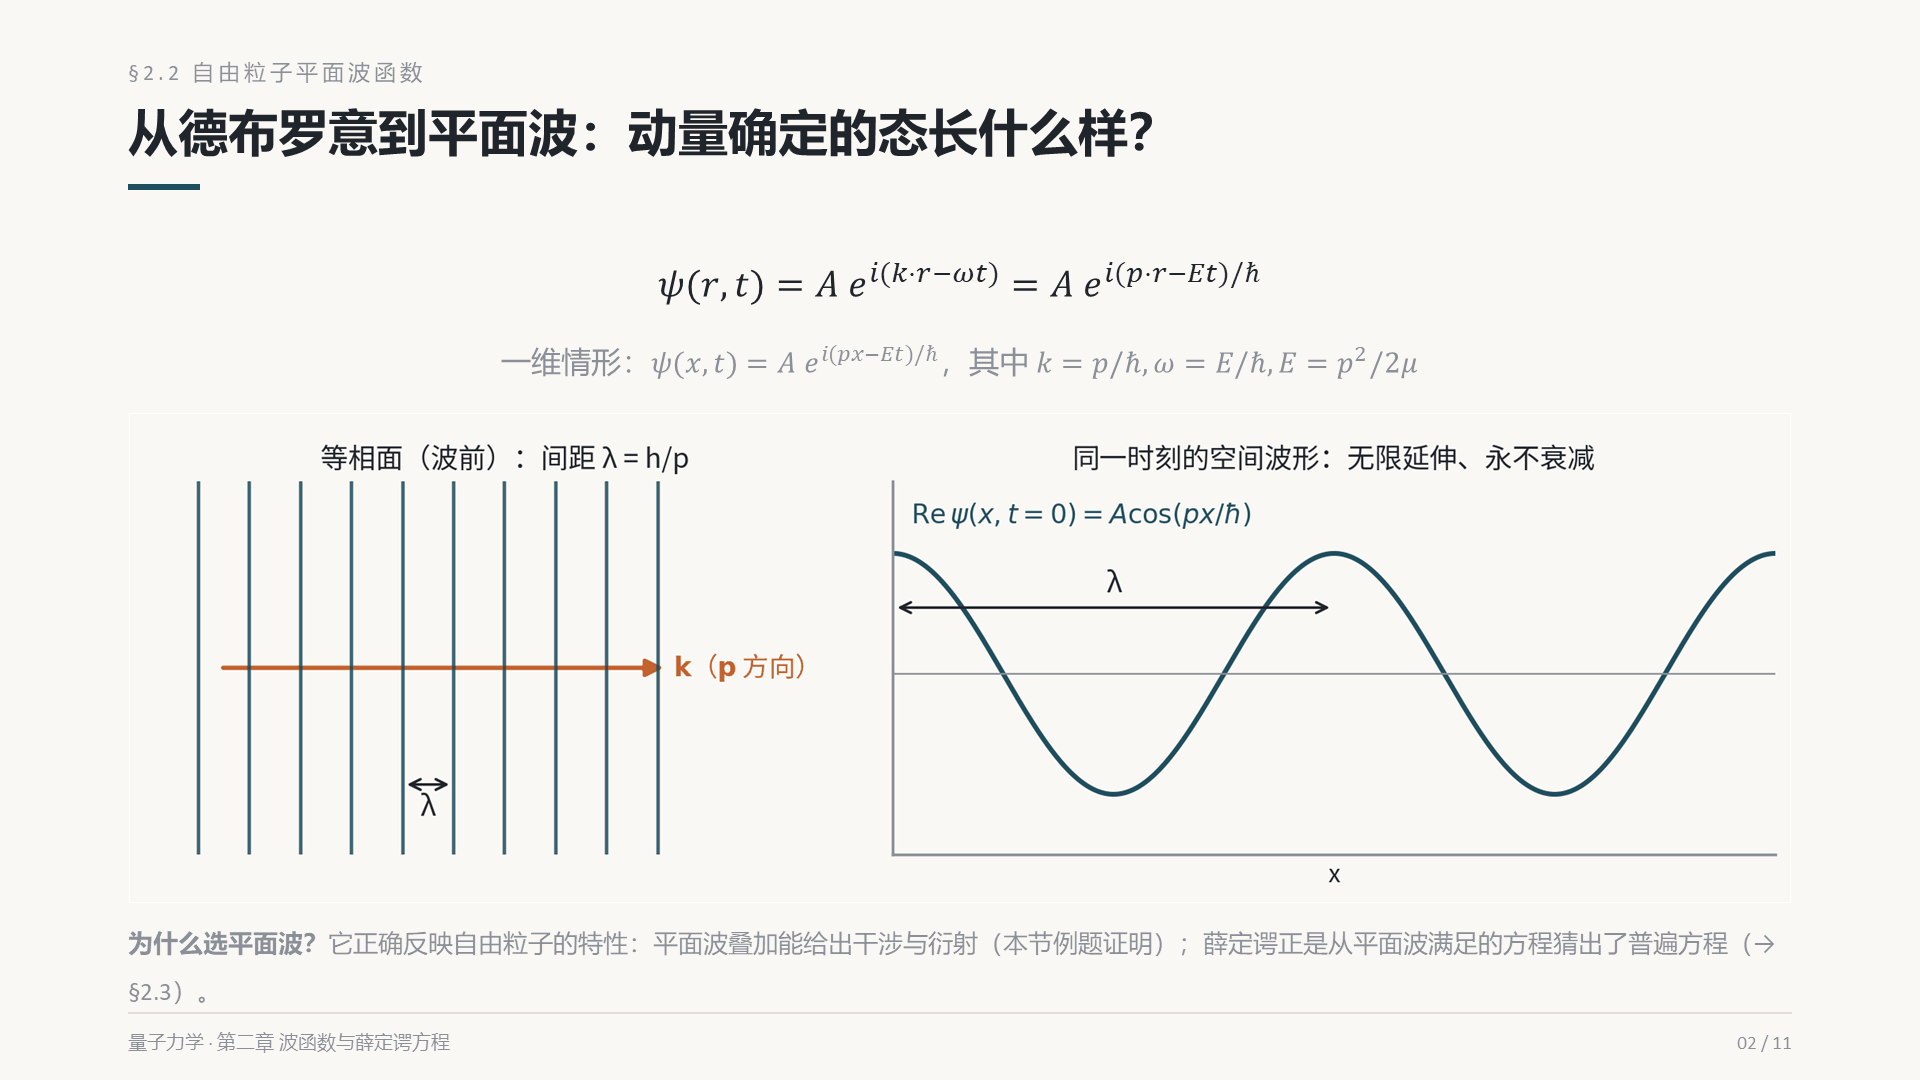 §2.2 自由粒子平面波函数
从德布罗意到平面波：动量确定的态长什么样？
ψ(r, t) = A e^{i(k·r−ωt)} = A e^{i(p·r−Et)/ℏ}
一维情形：ψ(x, t) = A e^{i(px−Et)/ℏ}，其中 k = p/ℏ, ω = E/ℏ, E = p²/2μ
等相面（波前）：间距 λ = h/p
k（p 方向）
λ
同一时刻的空间波形：无限延伸、永不衰减
Re ψ(x, t = 0) = Acos(px/ℏ)
λ
x
为什么选平面波？它正确反映自由粒子的特性：平面波叠加能给出干涉与衍射（本节例题证明）；薛定谔正是从平面波满足的方程猜出了普遍方程（→
§2.3）。
量子力学 · 第二章 波函数与薛定谔方程
02 / 11